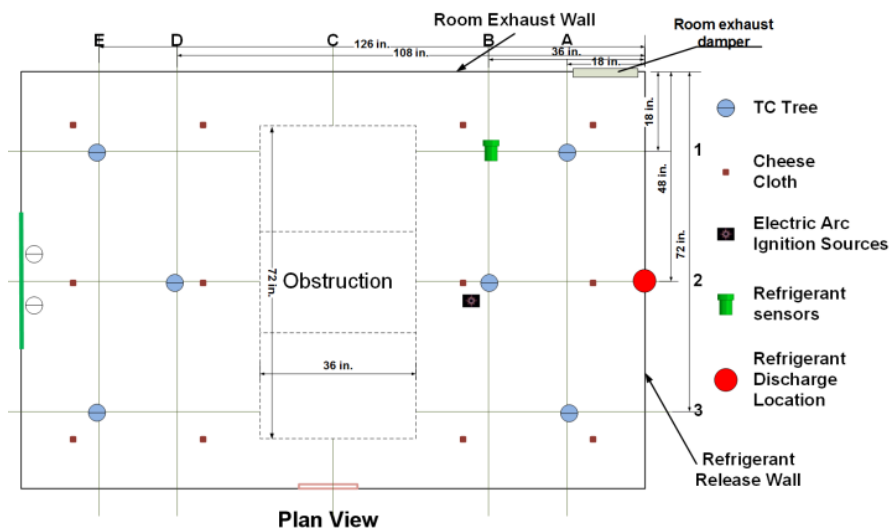 Room Exhaust Wall
Room exhaust
damper
E
D
C
B
A
126 in.
108 in.
36 in.
18 in.
18 in.
48 in.
72 in.
1
2
3
72 in.
Obstruction
36 in.
TC Tree
Cheese
Cloth
Electric Arc
Ignition Sources
Refrigerant
sensors
Refrigerant
Discharge
Location
Refrigerant
Release Wall
Plan View